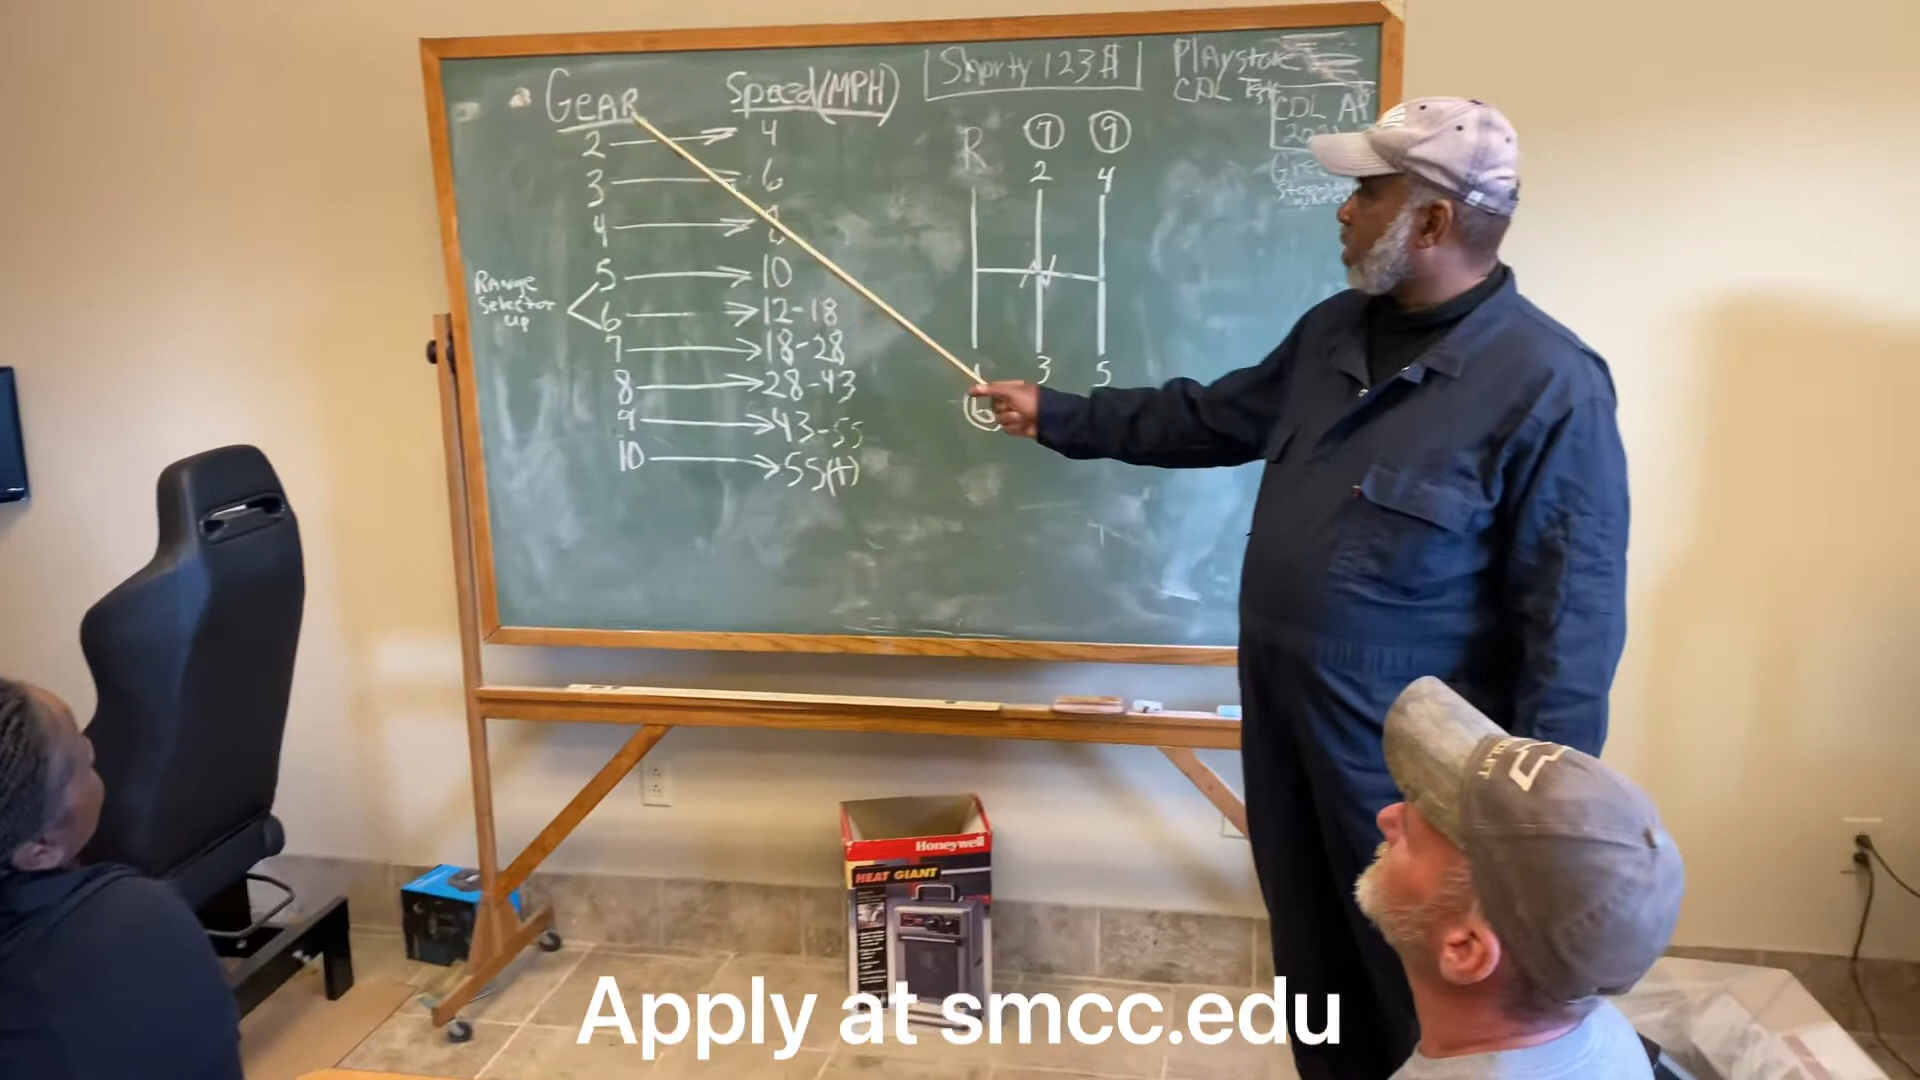 GEAR Speed(MPH)
2 → 4
3 → 6
4 → 8
5 → 10
6 → 12-18
7 → 18-28
8 → 28-43
9 → 43-55
10 → 55(+)
Range
Selector
Up
Shorty 123#
R ⑦ ⑨
2 4
N
3 5
⑥
Playstore
CDL Test
CDL
Honeywell
HEAT GIANT
Apply at smcc.edu